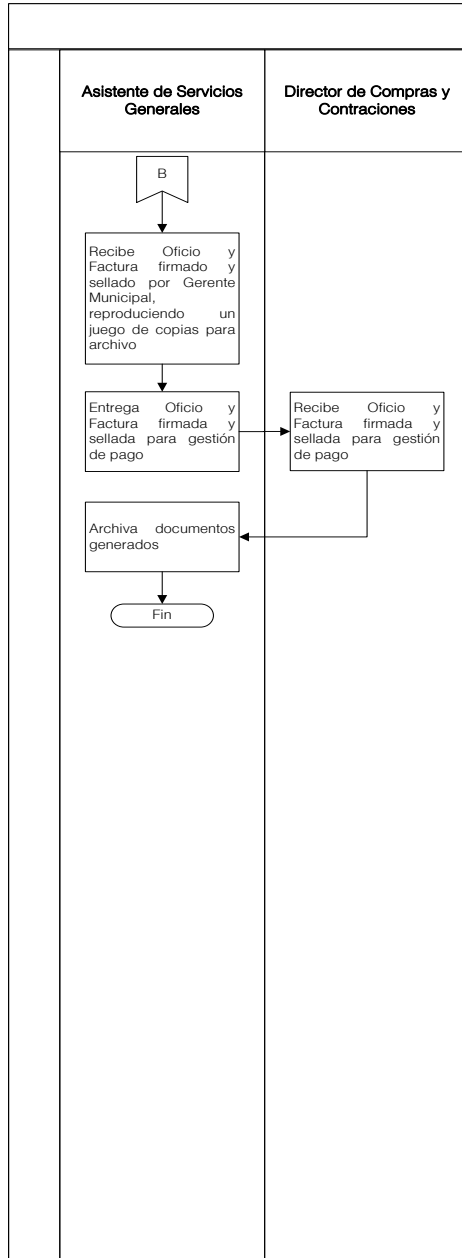 Asistente de Servicios
Generales
Director de Compras y
Contraciones
B
Recibe Oficio y
Factura firmado y
sellado por Gerente
Municipal,
reproduciendo un
juego de copias para
archivo
Entrega Oficio y
Factura firmada y
sellada para gestión
de pago
Recibe Oficio y
Factura firmada y
sellada para gestión
de pago
Archiva documentos
generados
Fin